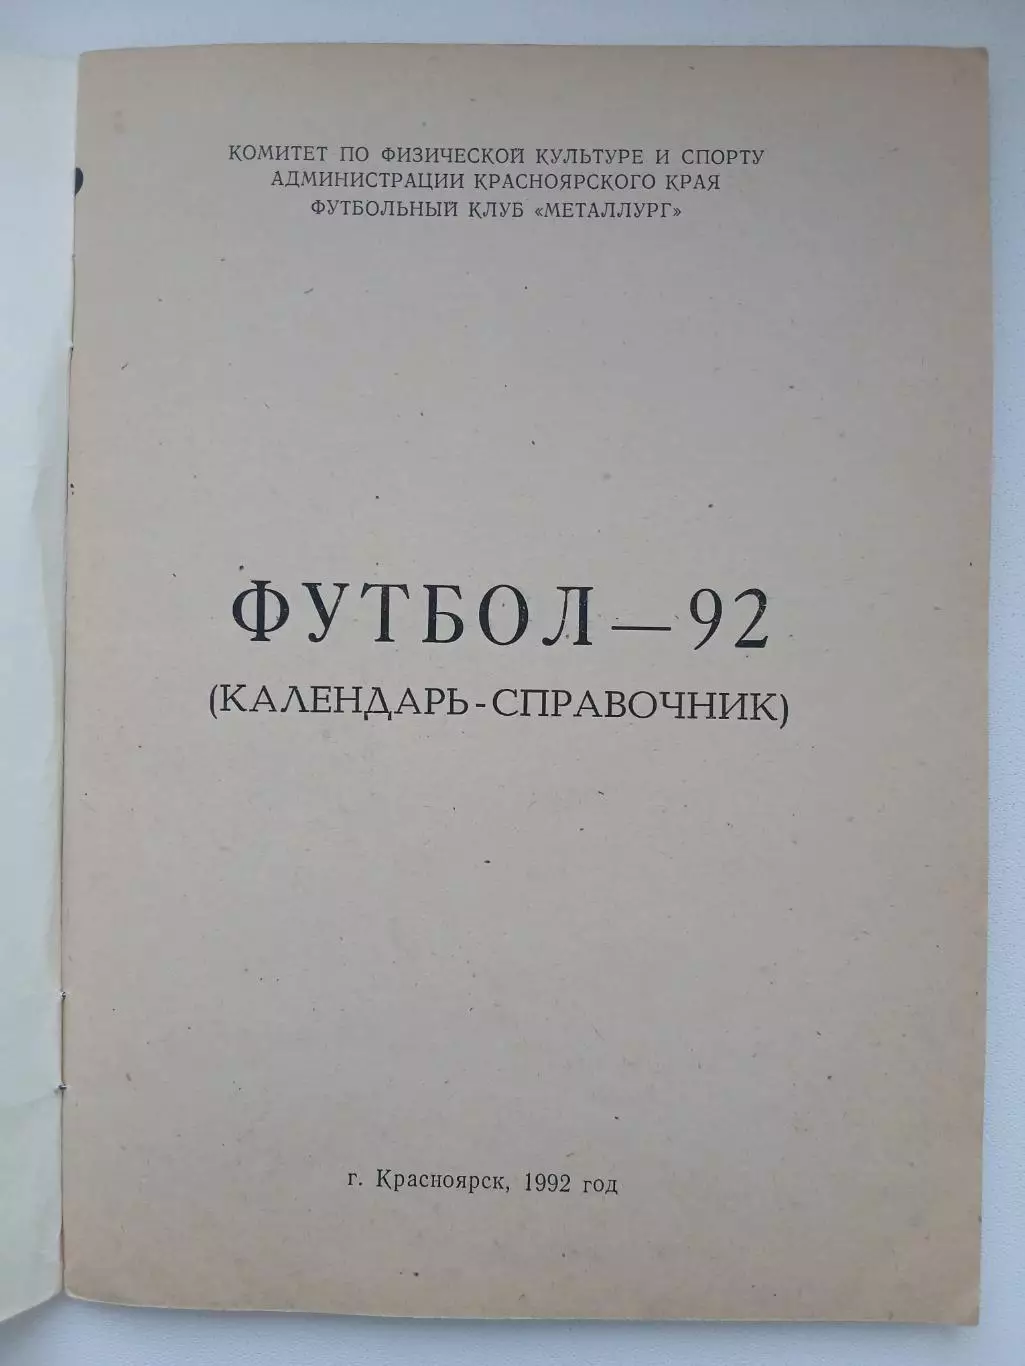 КОМИТЕТ ПО ФИЗИЧЕСКОЙ КУЛЬТУРЕ И СПОРТУ
АДМИНИСТРАЦИИ КРАСНОЯРСКОГО КРАЯ
ФУТБОЛЬНЫЙ КЛУБ «МЕТАЛЛУРГ»
ФУТБОЛ — 92
(КАЛЕНДАРЬ-СПРАВОЧНИК)
г. Красноярск, 1992 год